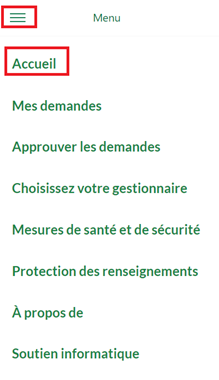 Menu
Accueil
Mes demandes
Approuver les demandes
Choisissez votre gestionnaire
Mesures de santé et de sécurité
Protection des renseignements
À propos de
Soutien informatique